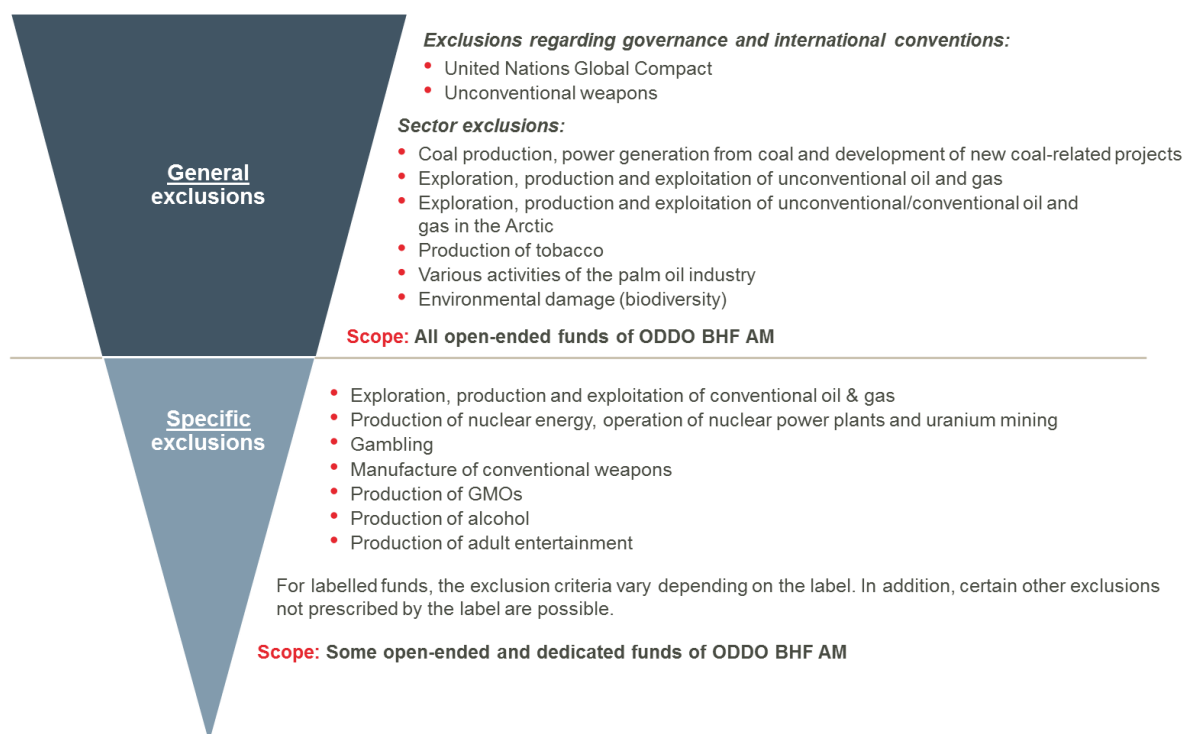 Exclusions regarding governance and international conventions:
• United Nations Global Compact
• Unconventional weapons
Sector exclusions:
• Coal production, power generation from coal and development of new coal-related projects
• Exploration, production and exploitation of unconventional oil and gas
• Exploration, production and exploitation of unconventional/conventional oil and
gas in the Arctic
• Production of tobacco
• Various activities of the palm oil industry
• Environmental damage (biodiversity)
General
exclusions
Scope: All open-ended funds of ODDO BHF AM
Specific
exclusions
• Exploration, production and exploitation of conventional oil & gas
• Production of nuclear energy, operation of nuclear power plants and uranium mining
• Gambling
• Manufacture of conventional weapons
• Production of GMOs
• Production of alcohol
• Production of adult entertainment
For labelled funds, the exclusion criteria vary depending on the label. In addition, certain other exclusions
not prescribed by the label are possible.
Scope: Some open-ended and dedicated funds of ODDO BHF AM